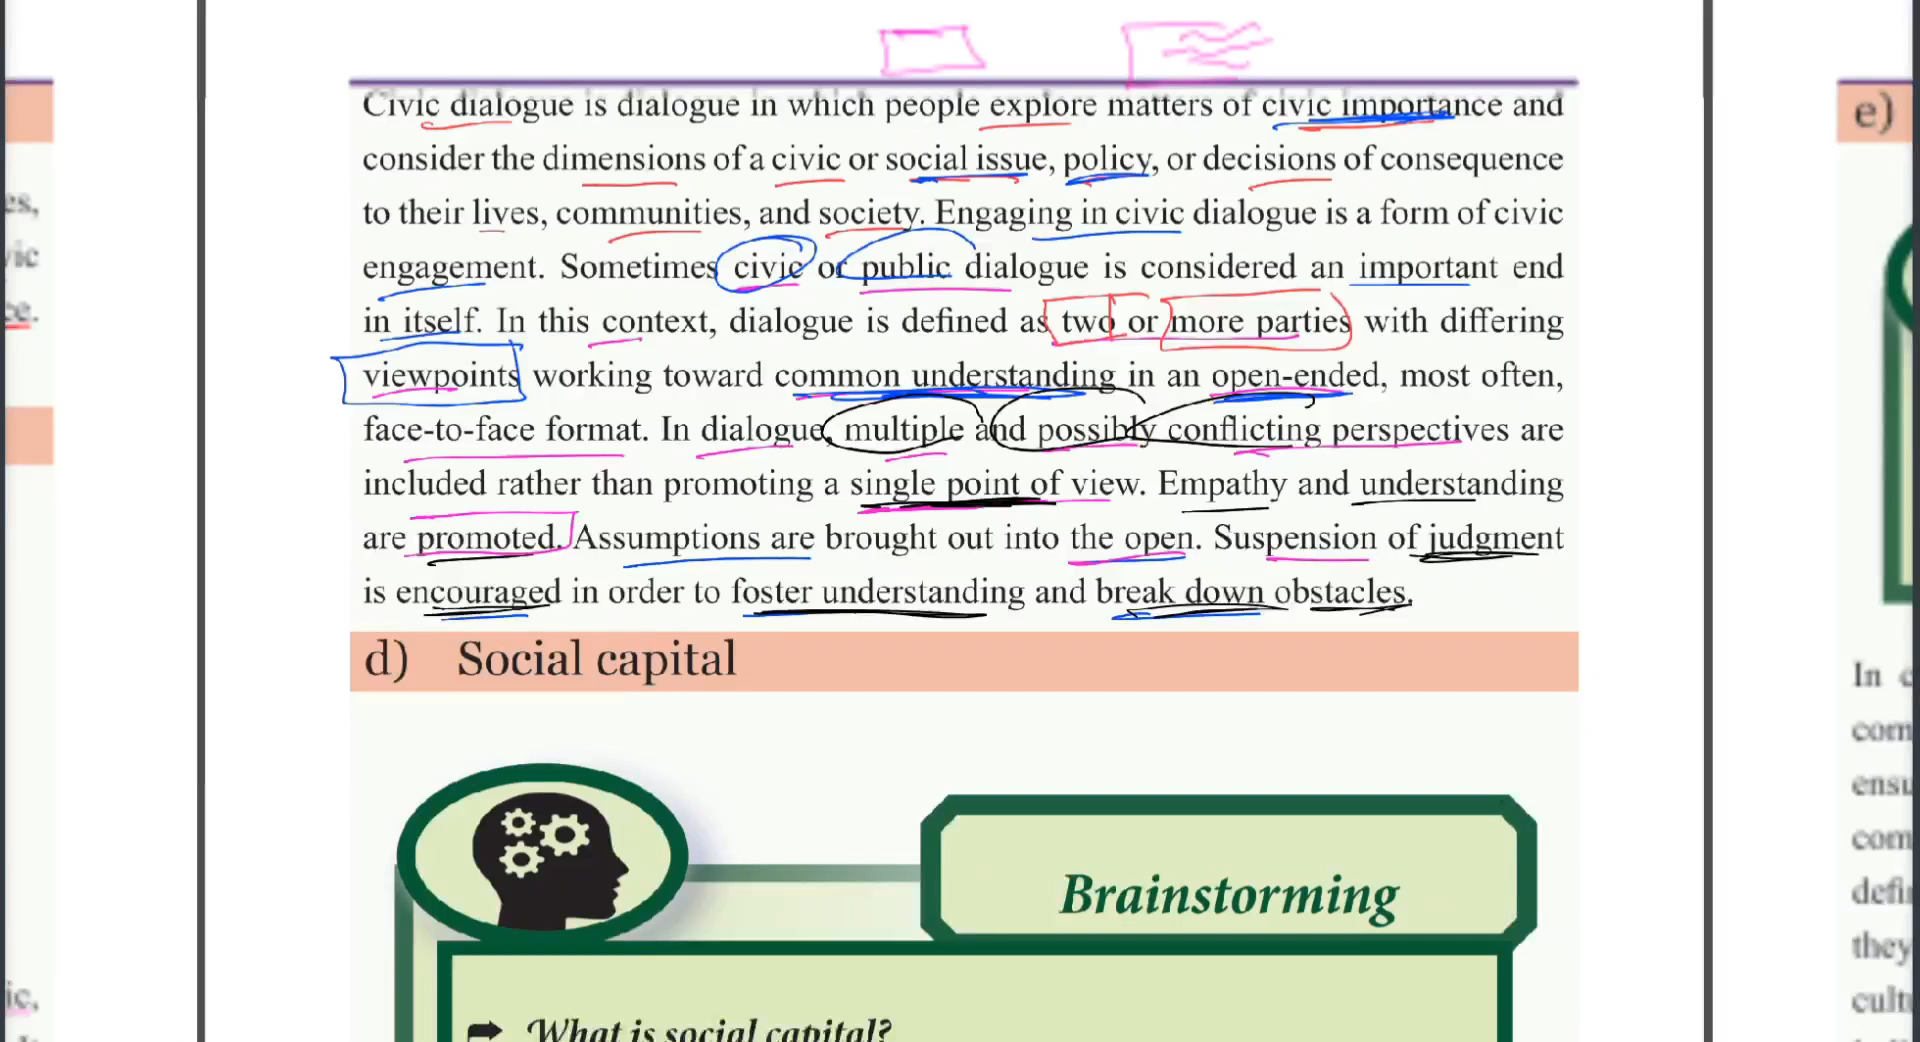 Civic dialogue is dialogue in which people explore matters of civic importance and
consider the dimensions of a civic or social issue, policy, or decisions of consequence
to their lives, communities, and society. Engaging in civic dialogue is a form of civic
engagement. Sometimes civic or public dialogue is considered an important end
in itself. In this context, dialogue is defined as two or more parties with differing
viewpoints working toward common understanding in an open-ended, most often,
face-to-face format. In dialogue, multiple and possibly conflicting perspectives are
included rather than promoting a single point of view. Empathy and understanding
are promoted. Assumptions are brought out into the open. Suspension of judgment
is encouraged in order to foster understanding and break down obstacles.
d) Social capital
Brainstorming
What is social capital?
e)
In
they